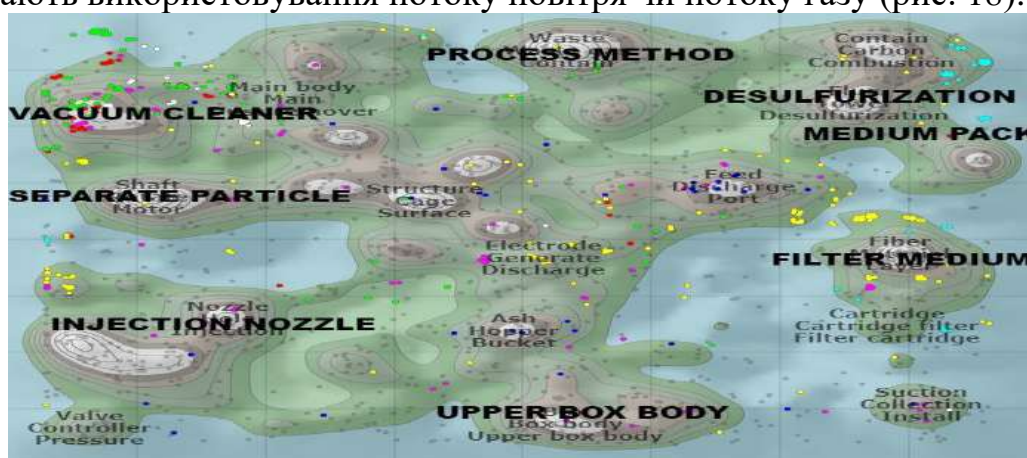 ають використовування потоку повітря чи потоку газу (рис. 18).
Waste
PROCESS METHOD
Contain
Contain
Carbon
Combustion
Main body
Main
VACUUM CLEANER
DESULFURIZATION
Desulfurization
MEDIUM PACK
Shaft
SEPARATE PARTICLE
Motor
Structure
Cage
Surface
Feed
Discharge
Port
Electrode
Generate
Discharge
Fiber
FILTER MEDIUM
Nozzle
INJECTION NOZZLE
Injection
Ash
Hopper
Bucket
Cartridge
Cartridge filter
Filter cartridge
Valve
Controller
Pressure
UPPER BOX BODY
Box body
Upper box body
Suction
Collection
Install